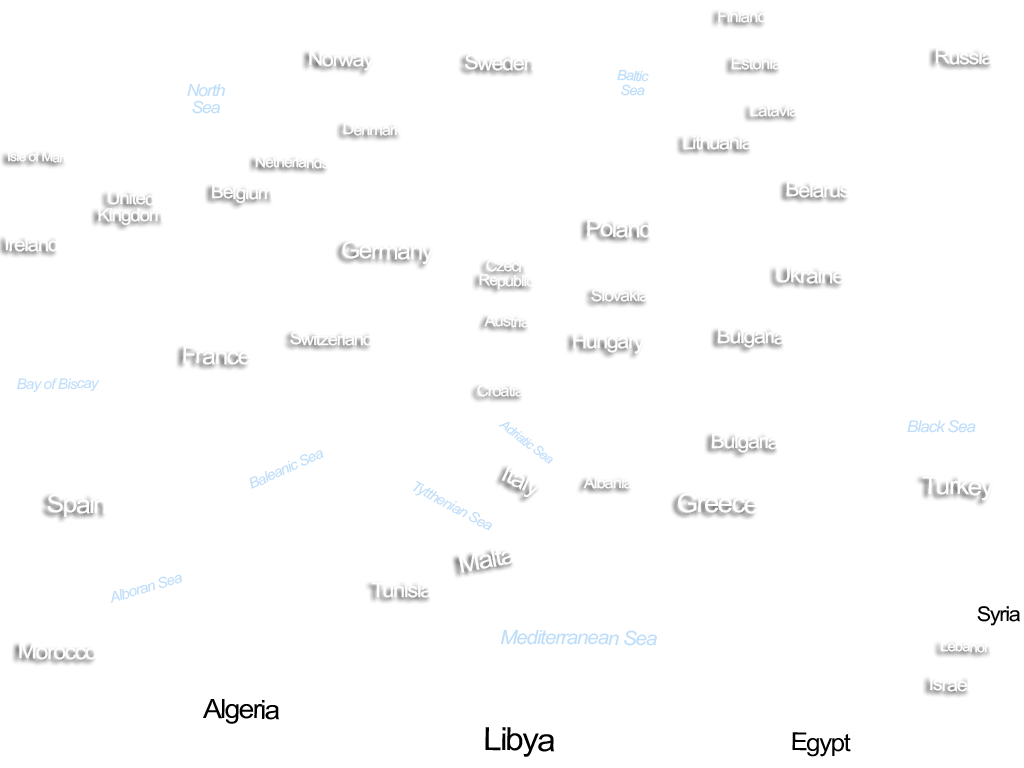 Finland
Norway
Sweden
Estonia
Russia
Baltic
Sea
North
Sea
Latavia
Denmark
Lithuania
Isle of Man
Netherlands
Belgium
United
Kingdom
Belarus
Poland
Ireland
Germany
Czech
Republic
Ukraine
Slovakia
Austria
Switzerland
Hungary
Bulgaria
France
Bay of Biscay
Croatia
Black Sea
Adriatic Sea
Bulgaria
Baleanic Sea
Italy
Albania
Turkey
Tytthenian Sea
Spain
Greece
Malta
Alboran Sea
Tunisia
Syria
Mediterranean Sea
Lebanon
Morocco
Israel
Algeria
Libya
Egypt